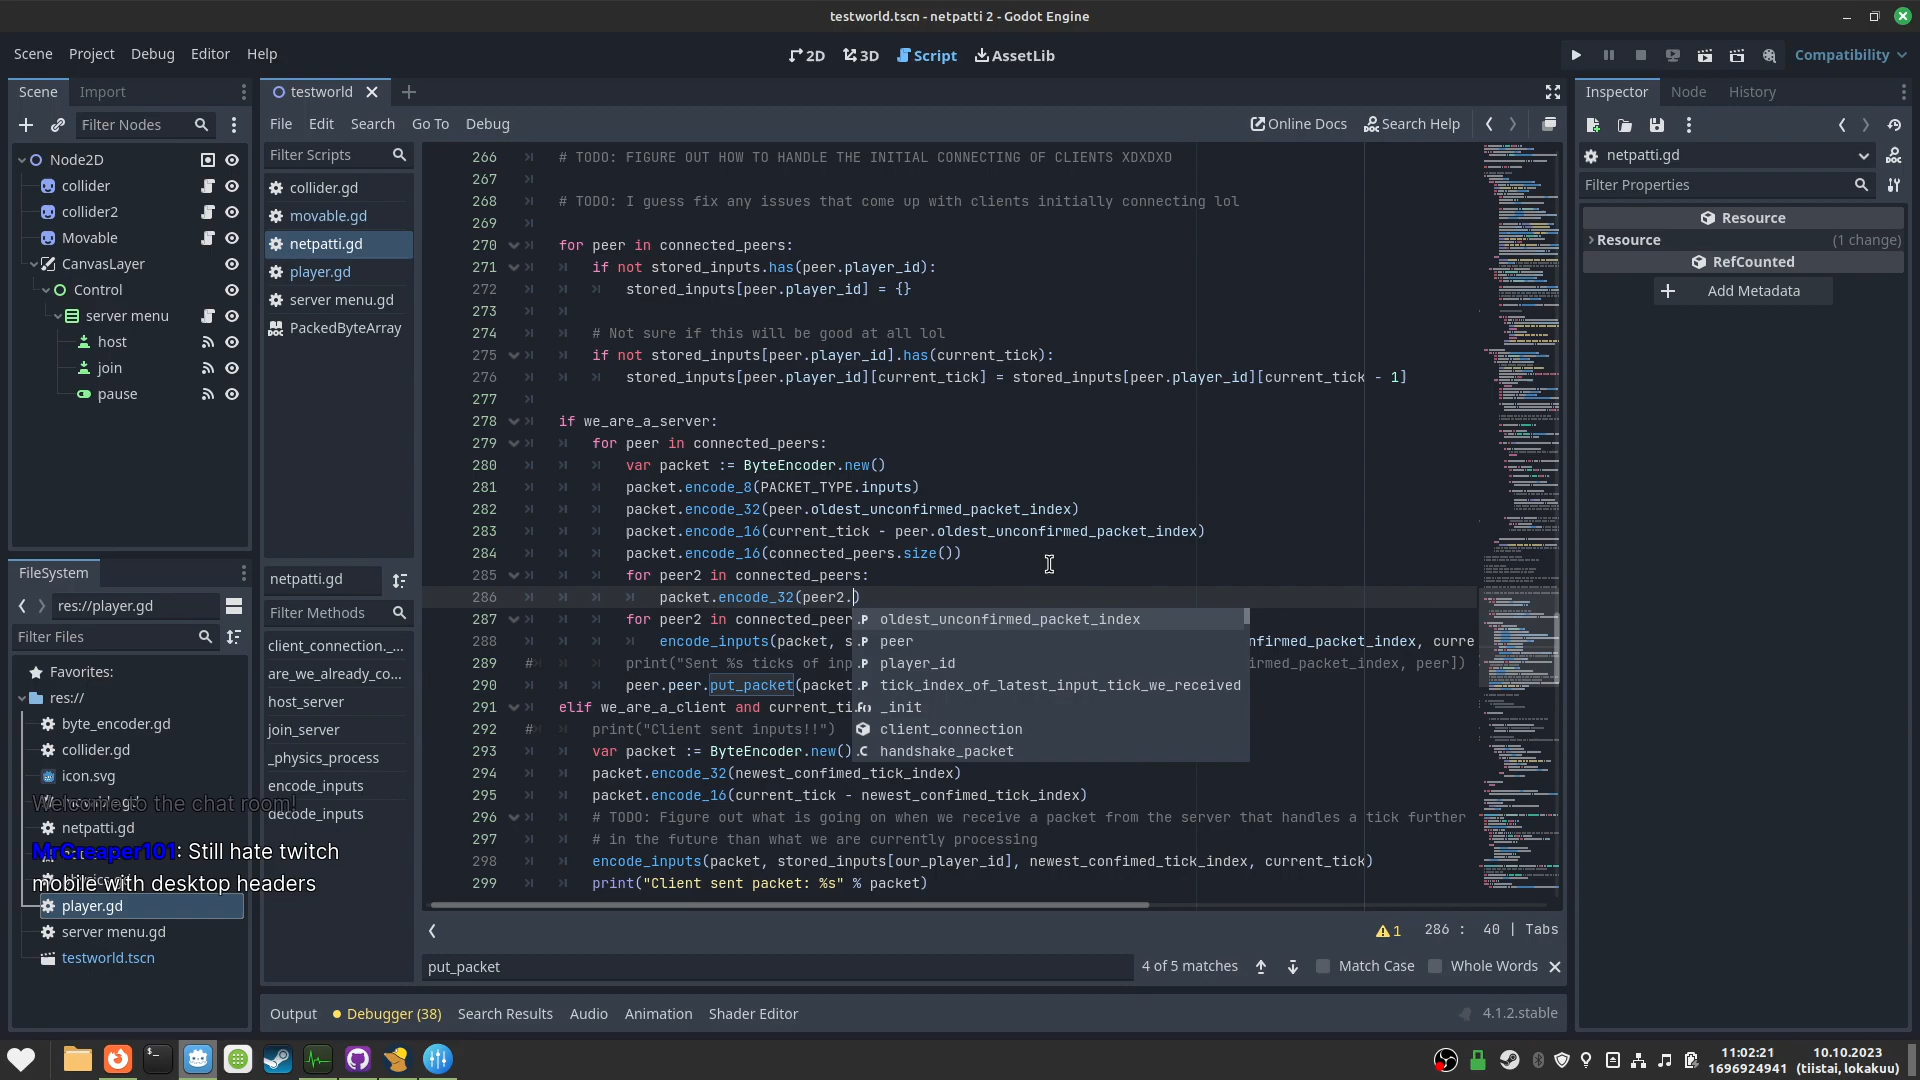 testworld.tscn - netpatti 2 - Godot Engine
Scene Project Debug Editor Help
2D 3D Script AssetLib
Compatibility
Scene Import
Filter Nodes
Node2D
collider
collider2
Movable
CanvasLayer
Control
server menu
host
join
pause
FileSystem
res://player.gd
Filter Files
Favorites:
res://
byte_encoder.gd
collider.gd
icon.svg
netpatti.gd
player.gd
server menu.gd
testworld.tscn
Welcome to the chat room!
MrCreaper101: Still hate twitch
mobile with desktop headers
testworld
File Edit Search Go To Debug
Online Docs Search Help
Filter Scripts
collider.gd
movable.gd
netpatti.gd
player.gd
server menu.gd
PackedByteArray
netpatti.gd
Filter Methods
client_connection._...
are_we_already_co...
host_server
join_server
_physics_process
encode_inputs
decode_inputs
266 # TODO: FIGURE OUT HOW TO HANDLE THE INITIAL CONNECTING OF CLIENTS XDXDXD
267
268 # TODO: I guess fix any issues that come up with clients initially connecting lol
269
270 for peer in connected_peers:
271 if not stored_inputs.has(peer.player_id):
272 stored_inputs[peer.player_id] = {}
273
274 # Not sure if this will be good at all lol
275 if not stored_inputs[peer.player_id].has(current_tick):
276 stored_inputs[peer.player_id][current_tick] = stored_inputs[peer.player_id][current_tick - 1]
277
278 if we_are_a_server:
279 for peer in connected_peers:
280 var packet := ByteEncoder.new()
281 packet.encode_8(PACKET_TYPE.inputs)
282 packet.encode_32(peer.oldest_unconfirmed_packet_index)
283 packet.encode_16(current_tick - peer.oldest_unconfirmed_packet_index)
284 packet.encode_16(connected_peers.size())
285 for peer2 in connected_peers:
286 packet.encode_32(peer2.)
287 for peer2 in connected_peer
288 encode_inputs(packet, s nfirmed_packet_index, curre
289 # print("Sent %s ticks of inp irmed_packet_index, peer])
290 peer.peer.put_packet(packet
291 elif we_are_a_client and current_ti
292 # print("Client sent inputs!!")
293 var packet := ByteEncoder.new()
294 packet.encode_32(newest_confimed_tick_index)
295 packet.encode_16(current_tick - newest_confimed_tick_index)
296 # TODO: Figure out what is going on when we receive a packet from the server that handles a tick further
297 # in the future than what we are currently processing
298 encode_inputs(packet, stored_inputs[our_player_id], newest_confimed_tick_index, current_tick)
299 print("Client sent packet: %s" % packet)
.P oldest_unconfirmed_packet_index
.P peer
.P player_id
.P tick_index_of_latest_input_tick_we_received
_init
client_connection
.C handshake_packet
1 286 : 40 | Tabs
put_packet
4 of 5 matches
Match Case
Whole Words
Output Debugger (38) Search Results Audio Animation Shader Editor
4.1.2.stable
Inspector Node History
netpatti.gd
Filter Properties
Resource
Resource (1 change)
RefCounted
Add Metadata
11:02:21
1696924941
10.10.2023
(tiistai, lokakuu)